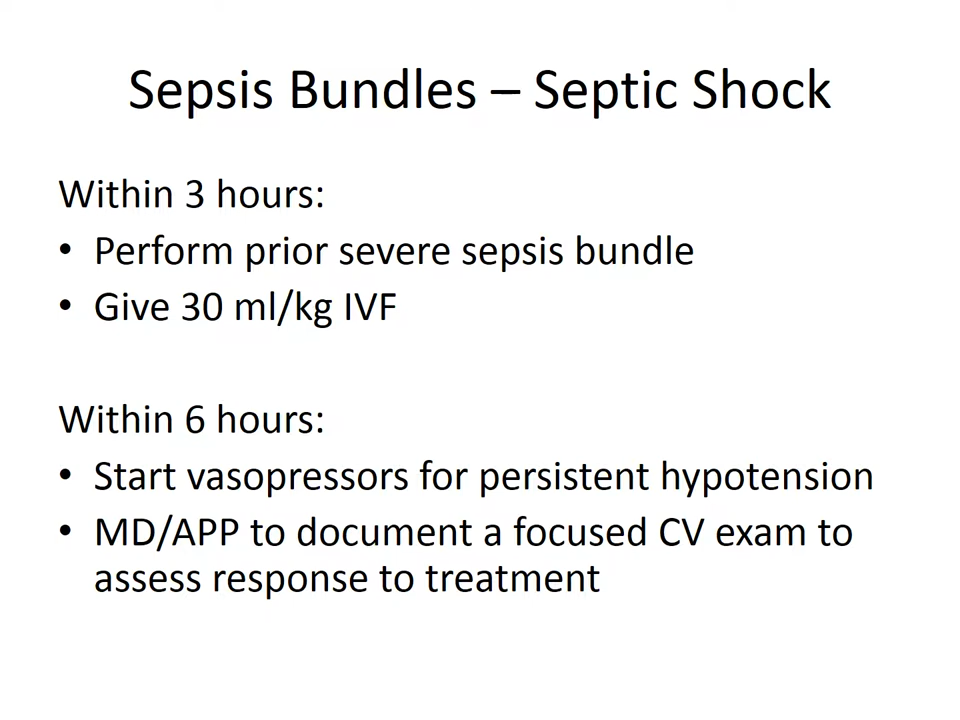 Sepsis Bundles – Septic Shock
Within 3 hours:
• Perform prior severe sepsis bundle
• Give 30 ml/kg IVF
Within 6 hours:
• Start vasopressors for persistent hypotension
• MD/APP to document a focused CV exam to
assess response to treatment